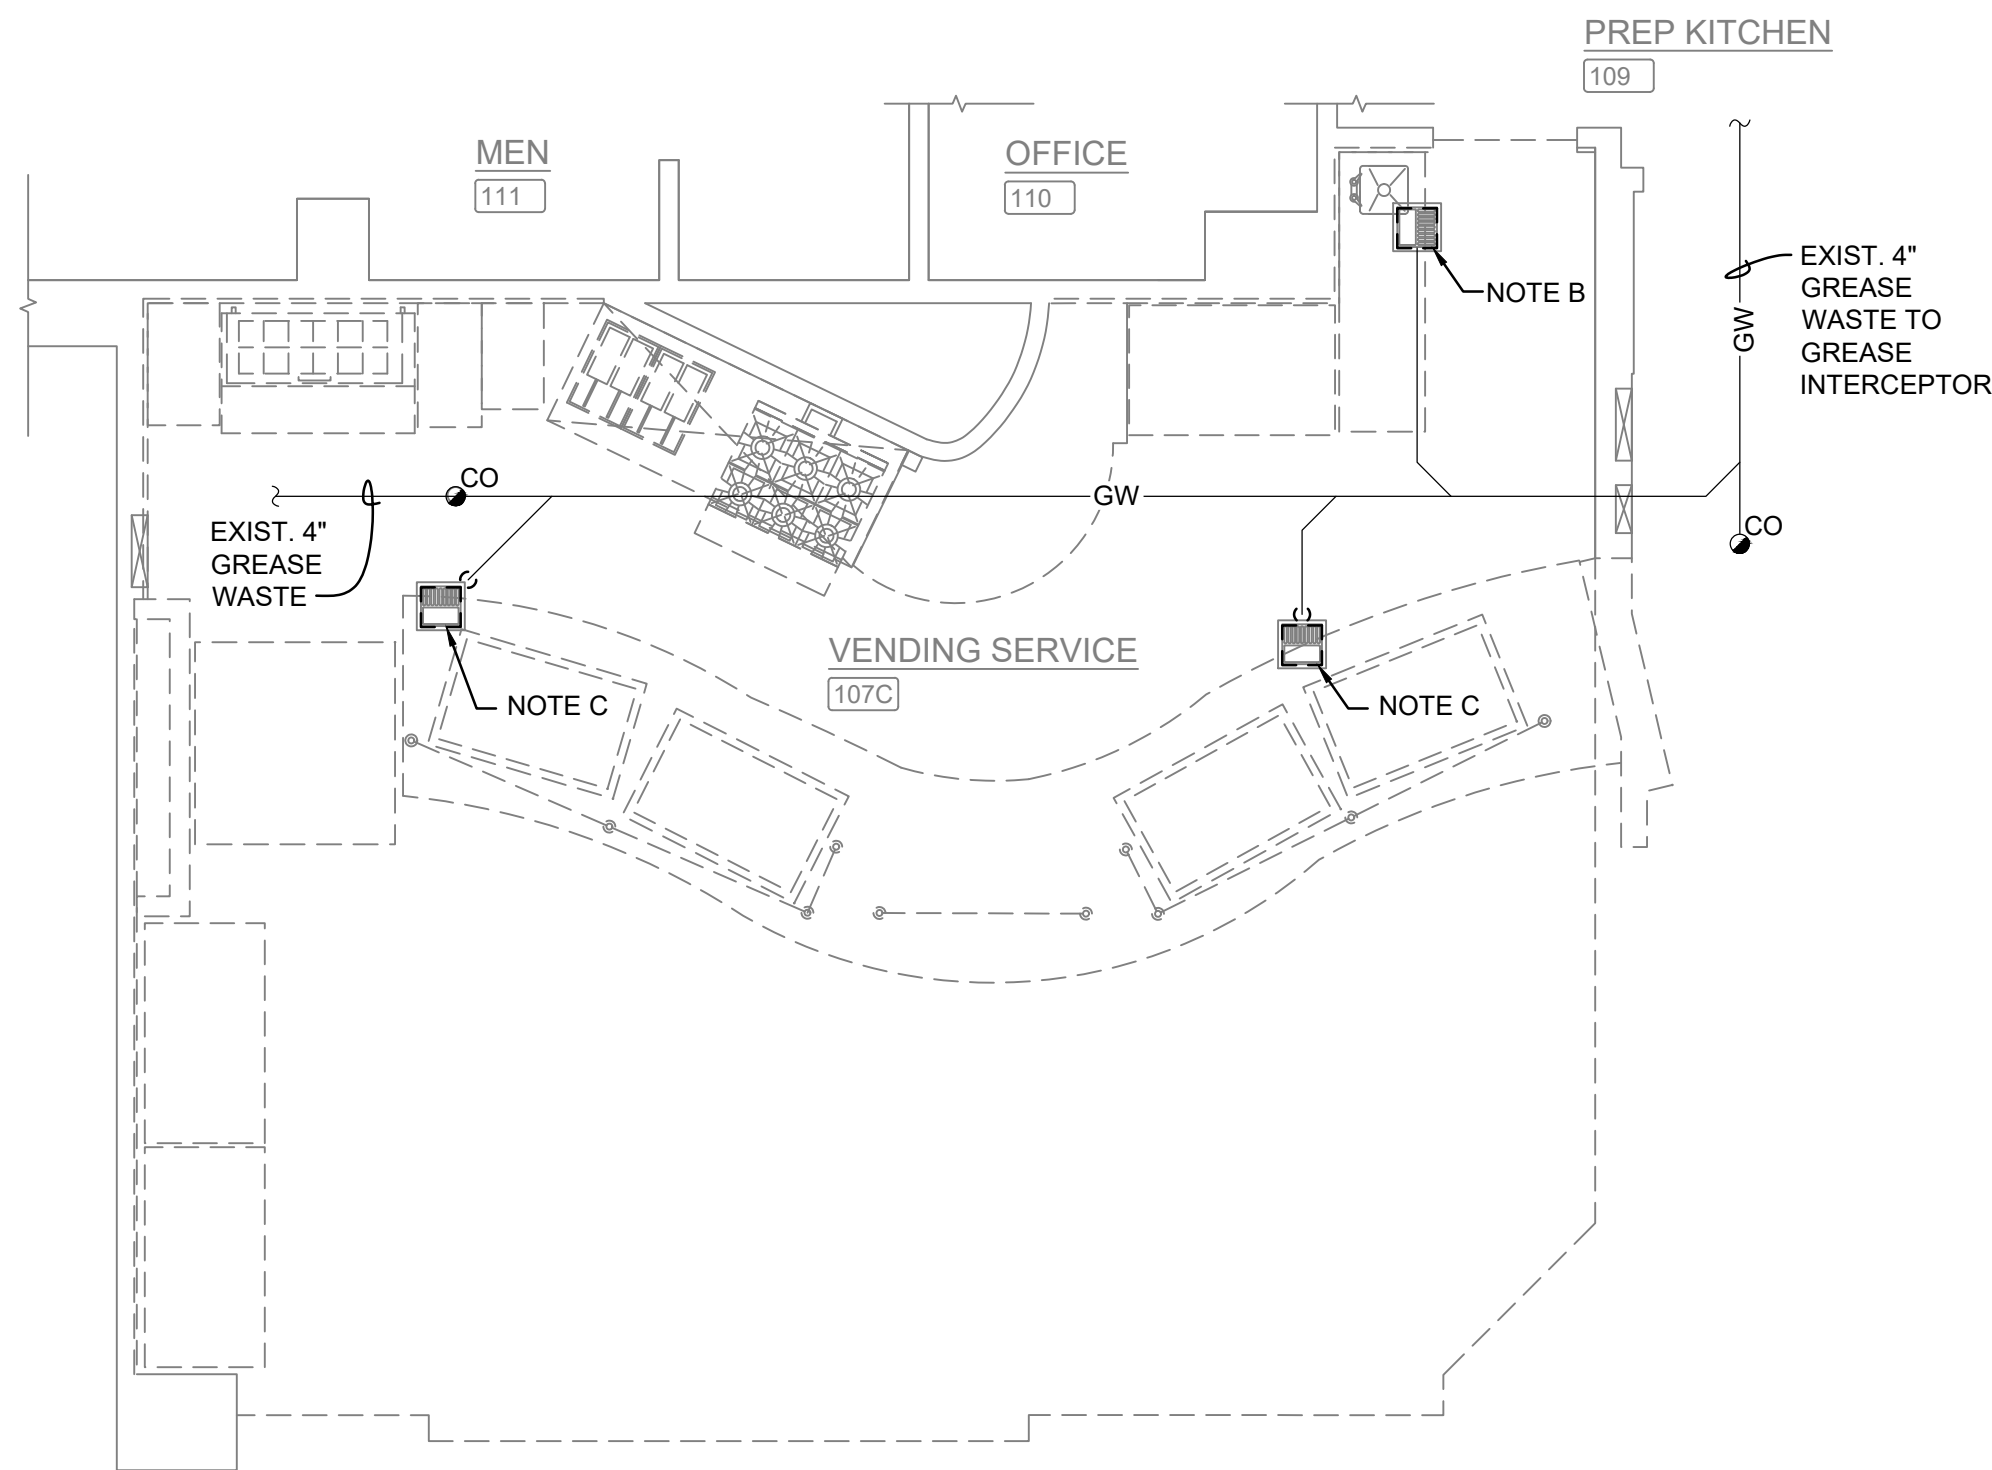 PREP KITCHEN
109
MEN
111
OFFICE
110
EXIST. 4"
GREASE
WASTE TO
GREASE
INTERCEPTOR
NOTE B
GW
CO
GW
CO
EXIST. 4"
GREASE
WASTE
VENDING SERVICE
107C
NOTE C
NOTE C